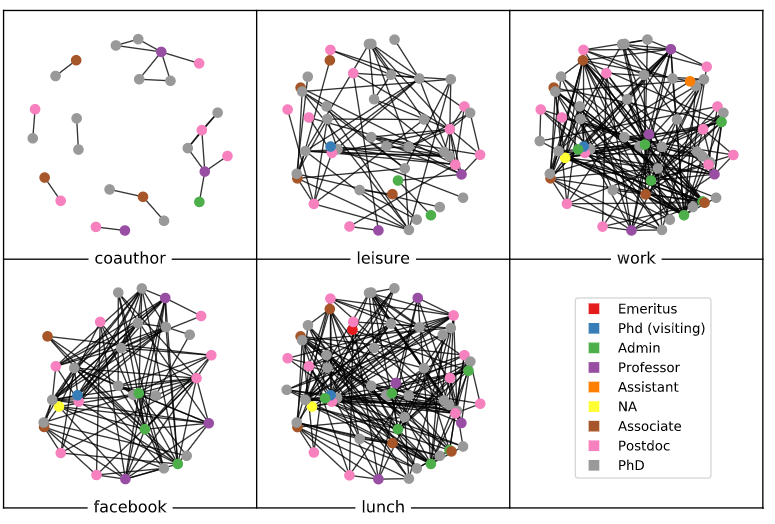 coauthor
leisure
work
facebook
lunch
Emeritus
Phd (visiting)
Admin
Professor
Assistant
NA
Associate
Postdoc
PhD